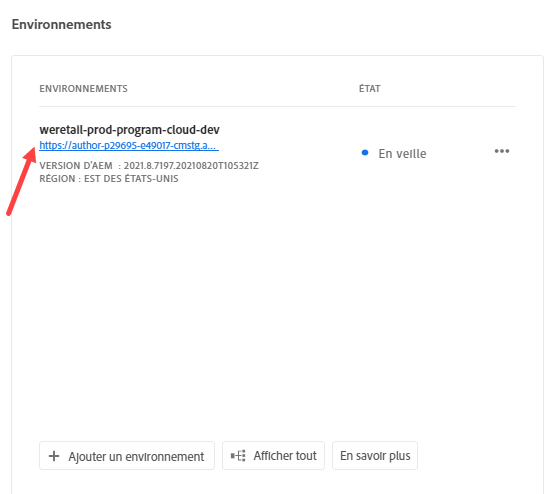 Environnements
ENVIRONNEMENTS ÉTAT
weretail-prod-program-cloud-dev
https://author-p29695-e49017-cmstg.a...
En veille
VERSION D'AEM : 2021.8.7197.20210820T105321Z
RÉGION : EST DES ÉTATS-UNIS
Ajouter un environnement Afficher tout En savoir plus